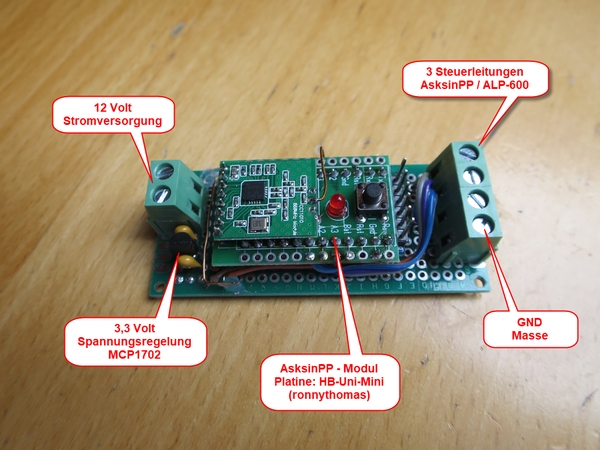 3 Steuerleitungen
AsksinPP / ALP-600
12 Volt
Stromversorgung
3,3 Volt
Spannungsregelung
MCP1702
AsksinPP - Modul
Platine: HB-Uni-Mini
(ronnythomas)
GND
Masse